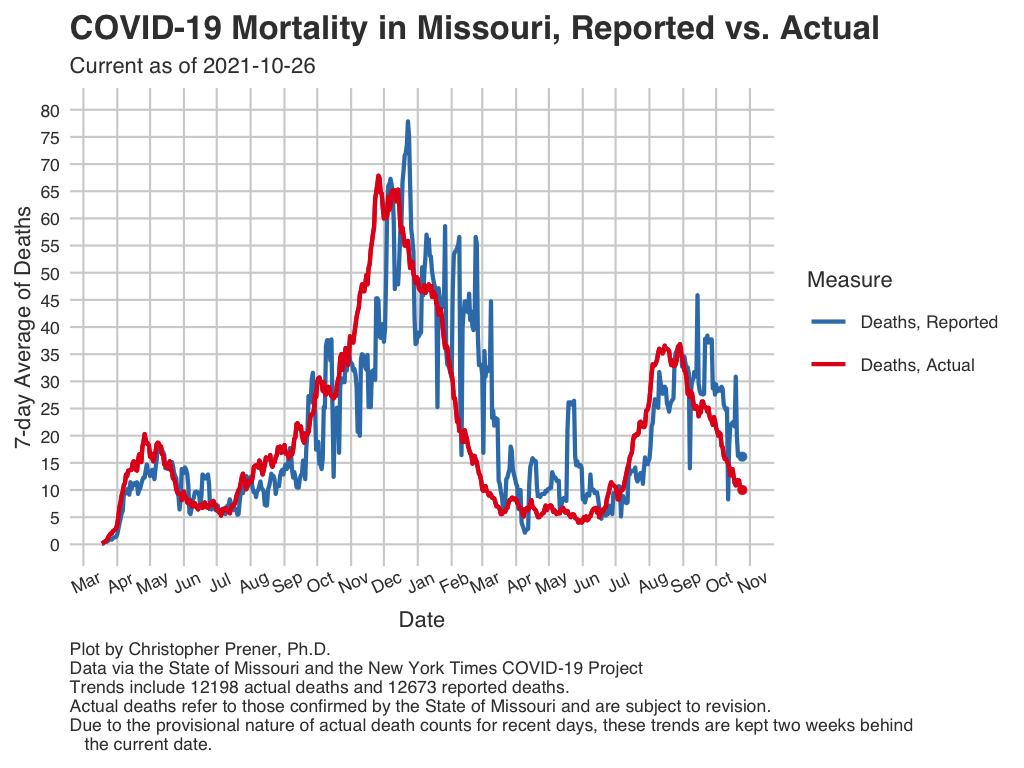 COVID-19 Mortality in Missouri, Reported vs. Actual
Current as of 2021-10-26
7-day Average of Deaths
80
75
70
65
60
55
50
45
40
35
30
25
20
15
10
5
0
Mar Apr May Jun Jul Aug Sep Oct Nov Dec Jan Feb Mar Apr May Jun Jul Aug Sep Oct Nov
Date
Measure
Deaths, Reported
Deaths, Actual
Plot by Christopher Prener, Ph.D.
Data via the State of Missouri and the New York Times COVID-19 Project
Trends include 12198 actual deaths and 12673 reported deaths.
Actual deaths refer to those confirmed by the State of Missouri and are subject to revision.
Due to the provisional nature of actual death counts for recent days, these trends are kept two weeks behind
the current date.